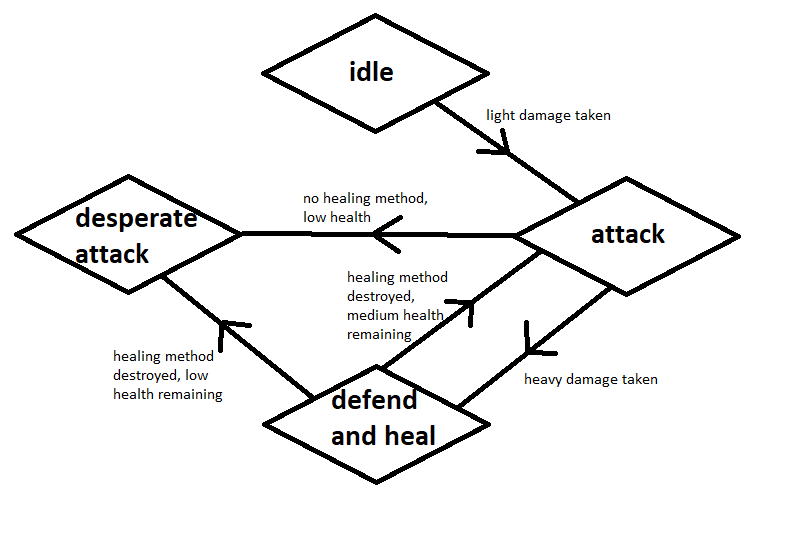 idle
light damage taken
no healing method,
low health
desperate
attack
attack
healing method
destroyed,
medium health
remaining
healing method
destroyed, low
health remaining
heavy damage taken
defend
and heal